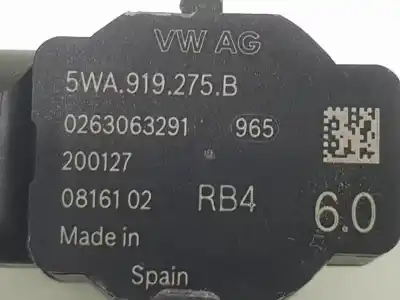 VW AG
5WA.919.275.B
0263063291 965
200127
08161 02 RB4 6.0
Made in
Spain